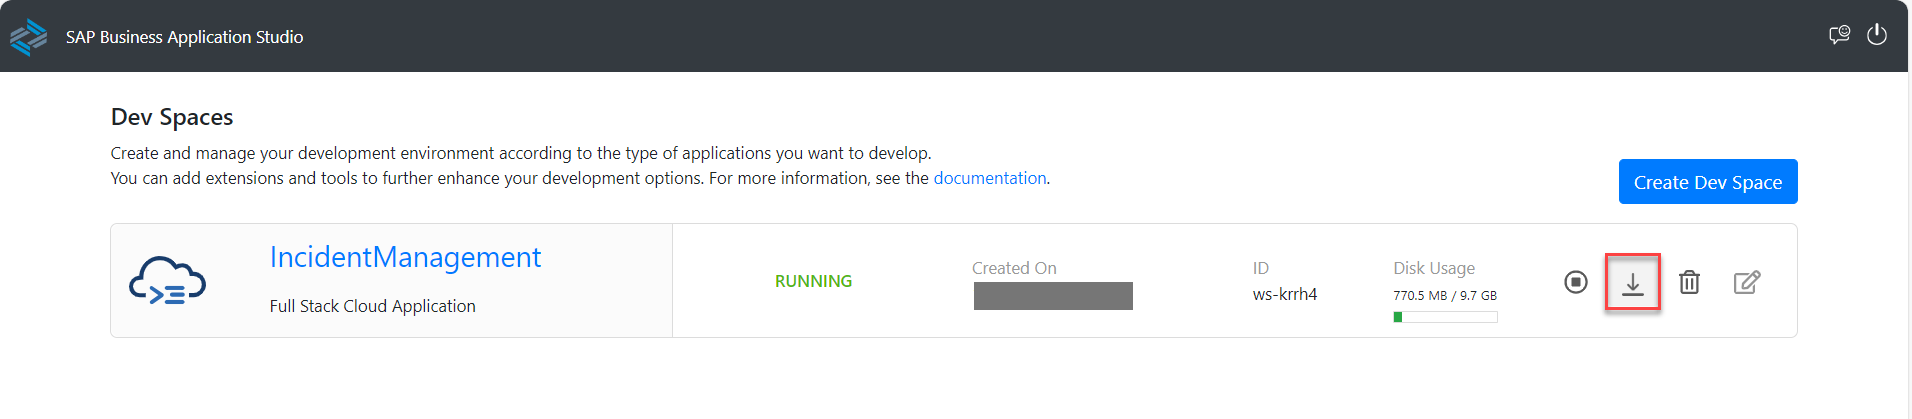 SAP Business Application Studio
Dev Spaces
Create and manage your development environment according to the type of applications you want to develop.
You can add extensions and tools to further enhance your development options. For more information, see the documentation.
Create Dev Space
IncidentManagement
Full Stack Cloud Application
RUNNING
Created On
ID
ws-krrh4
Disk Usage
770.5 MB / 9.7 GB